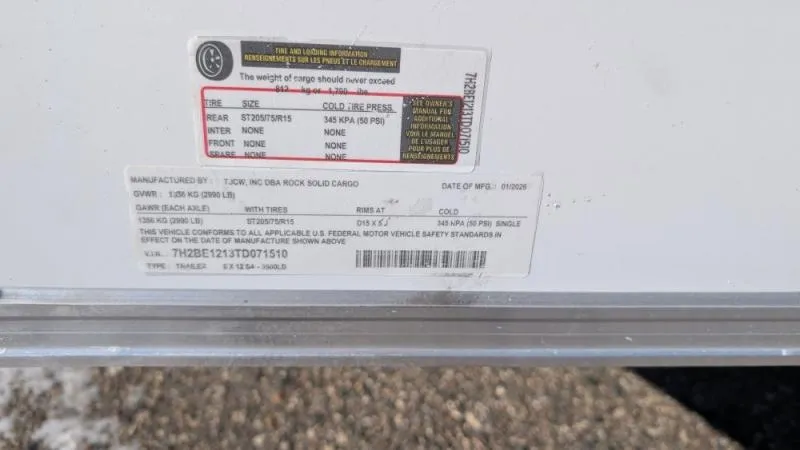 TIRE AND LOADING INFORMATION
RENSEIGNEMENTS SUR LES PNEUS ET LE CHARGEMENT
The weight of cargo should never exceed
kg or lbs.
TIRE SIZE COLD TIRE PRESS.
REAR ST205/75/R15 345 KPA (50 PSI)
INTER NONE NONE
FRONT NONE NONE
SPARE NONE NONE
SEE OWNER'S
MANUAL FOR
ADDITIONAL
INFORMATION
VOIR LE MANUEL
DE L'USAGER
POUR PLUS DE
RENSEIGNEMENTS
7H2BE1213TD071510
MANUFACTURED BY: TJCW, INC DBA ROCK SOLID CARGO DATE OF MFG.: 01/2026
GVWR: 1356 KG (2990 LB)
GAWR (EACH AXLE) WITH TIRES RIMS AT COLD
1356 KG (2990 LB) ST205/75/R15 D15 X 345 KPA (50 PSI) SINGLE
THIS VEHICLE CONFORMS TO ALL APPLICABLE U.S. FEDERAL MOTOR VEHICLE SAFETY STANDARDS IN
EFFECT ON THE DATE OF MANUFACTURE SHOWN ABOVE
V.I.N.: 7H2BE1213TD071510
TYPE: TRAILER 6 X 12 SA - 3500LB